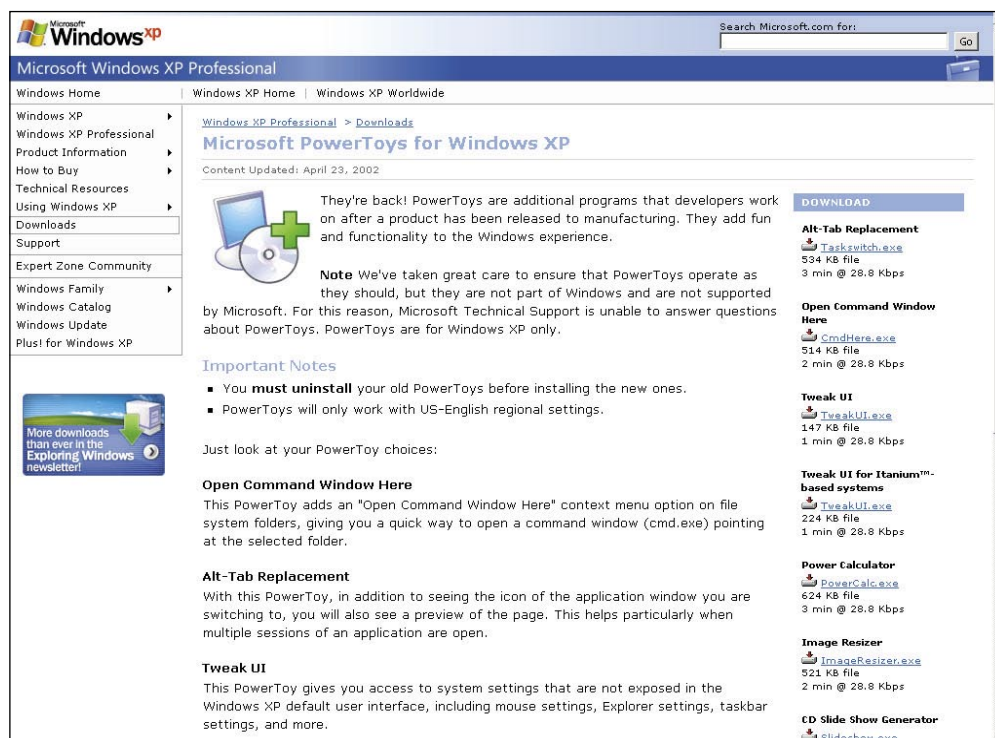 Microsoft
Windows xp
Search Microsoft.com for:
Go
Microsoft Windows XP Professional
Windows Home | Windows XP Home | Windows XP Worldwide
Windows XP
Windows XP Professional
Product Information
How to Buy
Technical Resources
Using Windows XP
Downloads
Support
Expert Zone Community
Windows Family
Windows Catalog
Windows Update
Plus! for Windows XP
More downloads
than ever in the
Exploring Windows
newsletter!
Windows XP Professional > Downloads
Microsoft PowerToys for Windows XP
Content Updated: April 23, 2002
They're back! PowerToys are additional programs that developers work
on after a product has been released to manufacturing. They add fun
and functionality to the Windows experience.
Note We've taken great care to ensure that PowerToys operate as
they should, but they are not part of Windows and are not supported
by Microsoft. For this reason, Microsoft Technical Support is unable to answer questions
about PowerToys. PowerToys are for Windows XP only.
Important Notes
▪ You must uninstall your old PowerToys before installing the new ones.
▪ PowerToys will only work with US-English regional settings.
Just look at your PowerToy choices:
Open Command Window Here
This PowerToy adds an "Open Command Window Here" context menu option on file
system folders, giving you a quick way to open a command window (cmd.exe) pointing
at the selected folder.
Alt-Tab Replacement
With this PowerToy, in addition to seeing the icon of the application window you are
switching to, you will also see a preview of the page. This helps particularly when
multiple sessions of an application are open.
Tweak UI
This PowerToy gives you access to system settings that are not exposed in the
Windows XP default user interface, including mouse settings, Explorer settings, taskbar
settings, and more.
DOWNLOAD
Alt-Tab Replacement
Taskswitch.exe
534 KB file
3 min @ 28.8 Kbps
Open Command Window
Here
CmdHere.exe
514 KB file
2 min @ 28.8 Kbps
Tweak UI
TweakUI.exe
147 KB file
1 min @ 28.8 Kbps
Tweak UI for Itanium™-
based systems
TweakUI.exe
224 KB file
1 min @ 28.8 Kbps
Power Calculator
PowerCalc.exe
624 KB file
3 min @ 28.8 Kbps
Image Resizer
ImageResizer.exe
521 KB file
2 min @ 28.8 Kbps
CD Slide Show Generator
Slideshow.exe